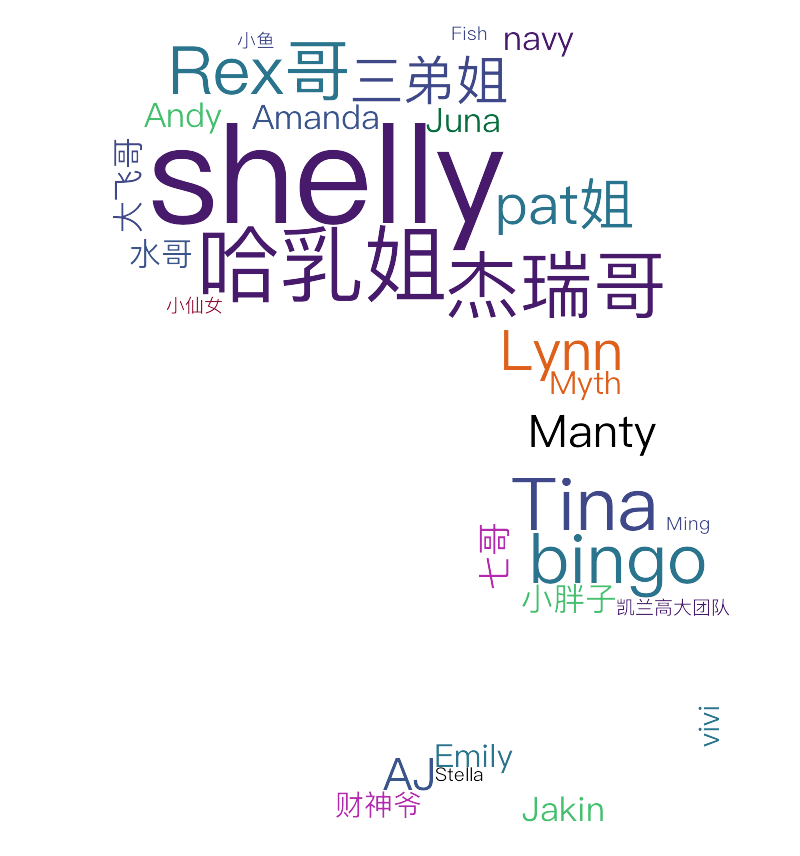 Fish
navy
小鱼
Rex哥
三弟姐
Andy
Amanda
Juna
大飞哥
shelly
pat姐
水哥
哈乳姐
杰瑞哥
小仙女
Lynn
Myth
Manty
Tina
Ming
七哥
bingo
小胖子
凯兰高大团队
vivi
Emily
AJ
Stella
财神爷
Jakin